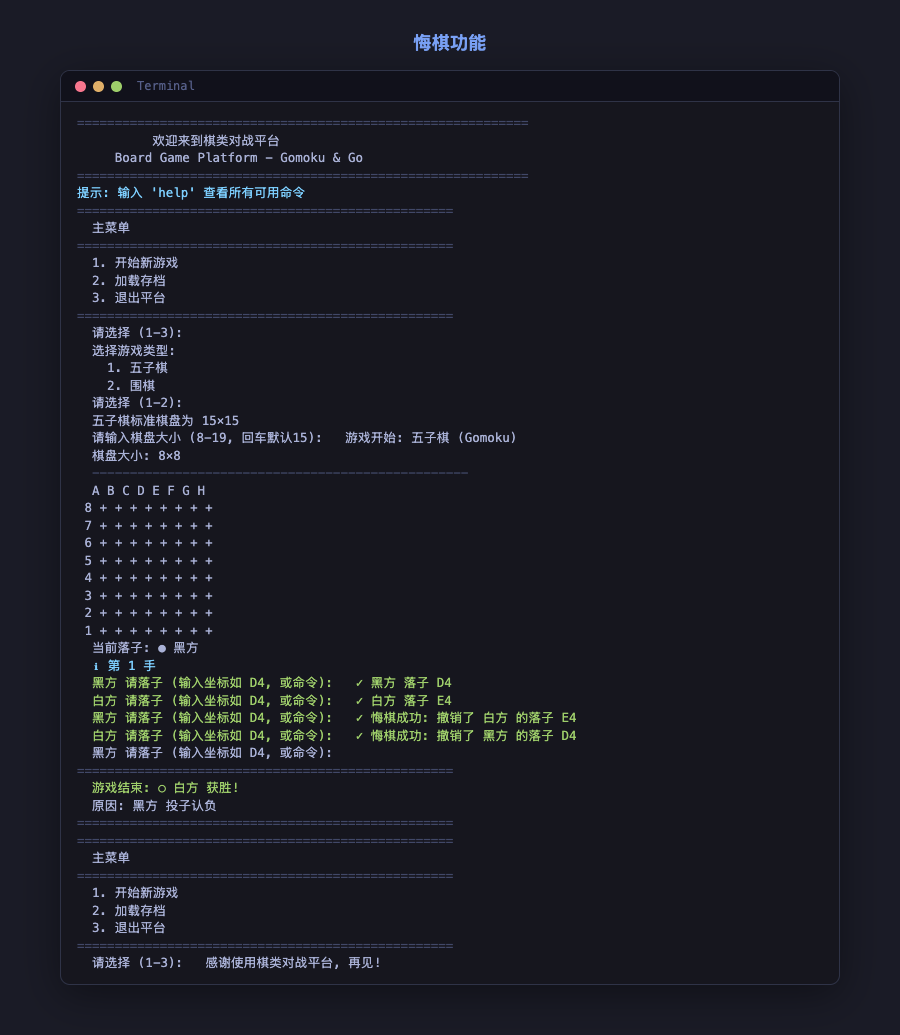 悔棋功能
Terminal
============================================================
欢迎来到棋类对战平台
Board Game Platform - Gomoku & Go
============================================================
提示: 输入 'help' 查看所有可用命令
==================================================
主菜单
==================================================
1. 开始新游戏
2. 加载存档
3. 退出平台
==================================================
请选择 (1-3):
选择游戏类型:
1. 五子棋
2. 围棋
请选择 (1-2):
五子棋标准棋盘为 15×15
请输入棋盘大小 (8-19, 回车默认15): 游戏开始: 五子棋 (Gomoku)
棋盘大小: 8×8
──────────────────────────────────────────────────
A B C D E F G H
8 + + + + + + + +
7 + + + + + + + +
6 + + + + + + + +
5 + + + + + + + +
4 + + + + + + + +
3 + + + + + + + +
2 + + + + + + + +
1 + + + + + + + +
当前落子: ● 黑方
ℹ 第 1 手
黑方 请落子 (输入坐标如 D4, 或命令): ✓ 黑方 落子 D4
白方 请落子 (输入坐标如 D4, 或命令): ✓ 白方 落子 E4
黑方 请落子 (输入坐标如 D4, 或命令): ✓ 悔棋成功: 撤销了 白方 的落子 E4
白方 请落子 (输入坐标如 D4, 或命令): ✓ 悔棋成功: 撤销了 黑方 的落子 D4
黑方 请落子 (输入坐标如 D4, 或命令):
==================================================
游戏结束: ○ 白方 获胜!
原因: 黑方 投子认负
==================================================
==================================================
主菜单
==================================================
1. 开始新游戏
2. 加载存档
3. 退出平台
==================================================
请选择 (1-3): 感谢使用棋类对战平台, 再见!